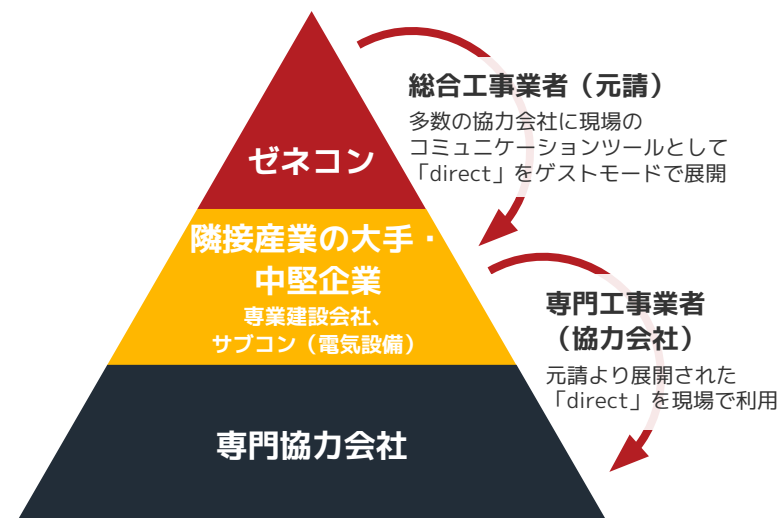 ゼネコン
総合工事業者（元請）
多数の協力会社に現場の
コミュニケーションツールとして
「direct」をゲストモードで展開
隣接産業の大手・
中堅企業
専業建設会社、
サブコン（電気設備）
専門工事業者
（協力会社）
元請より展開された
「direct」を現場で利用
専門協力会社